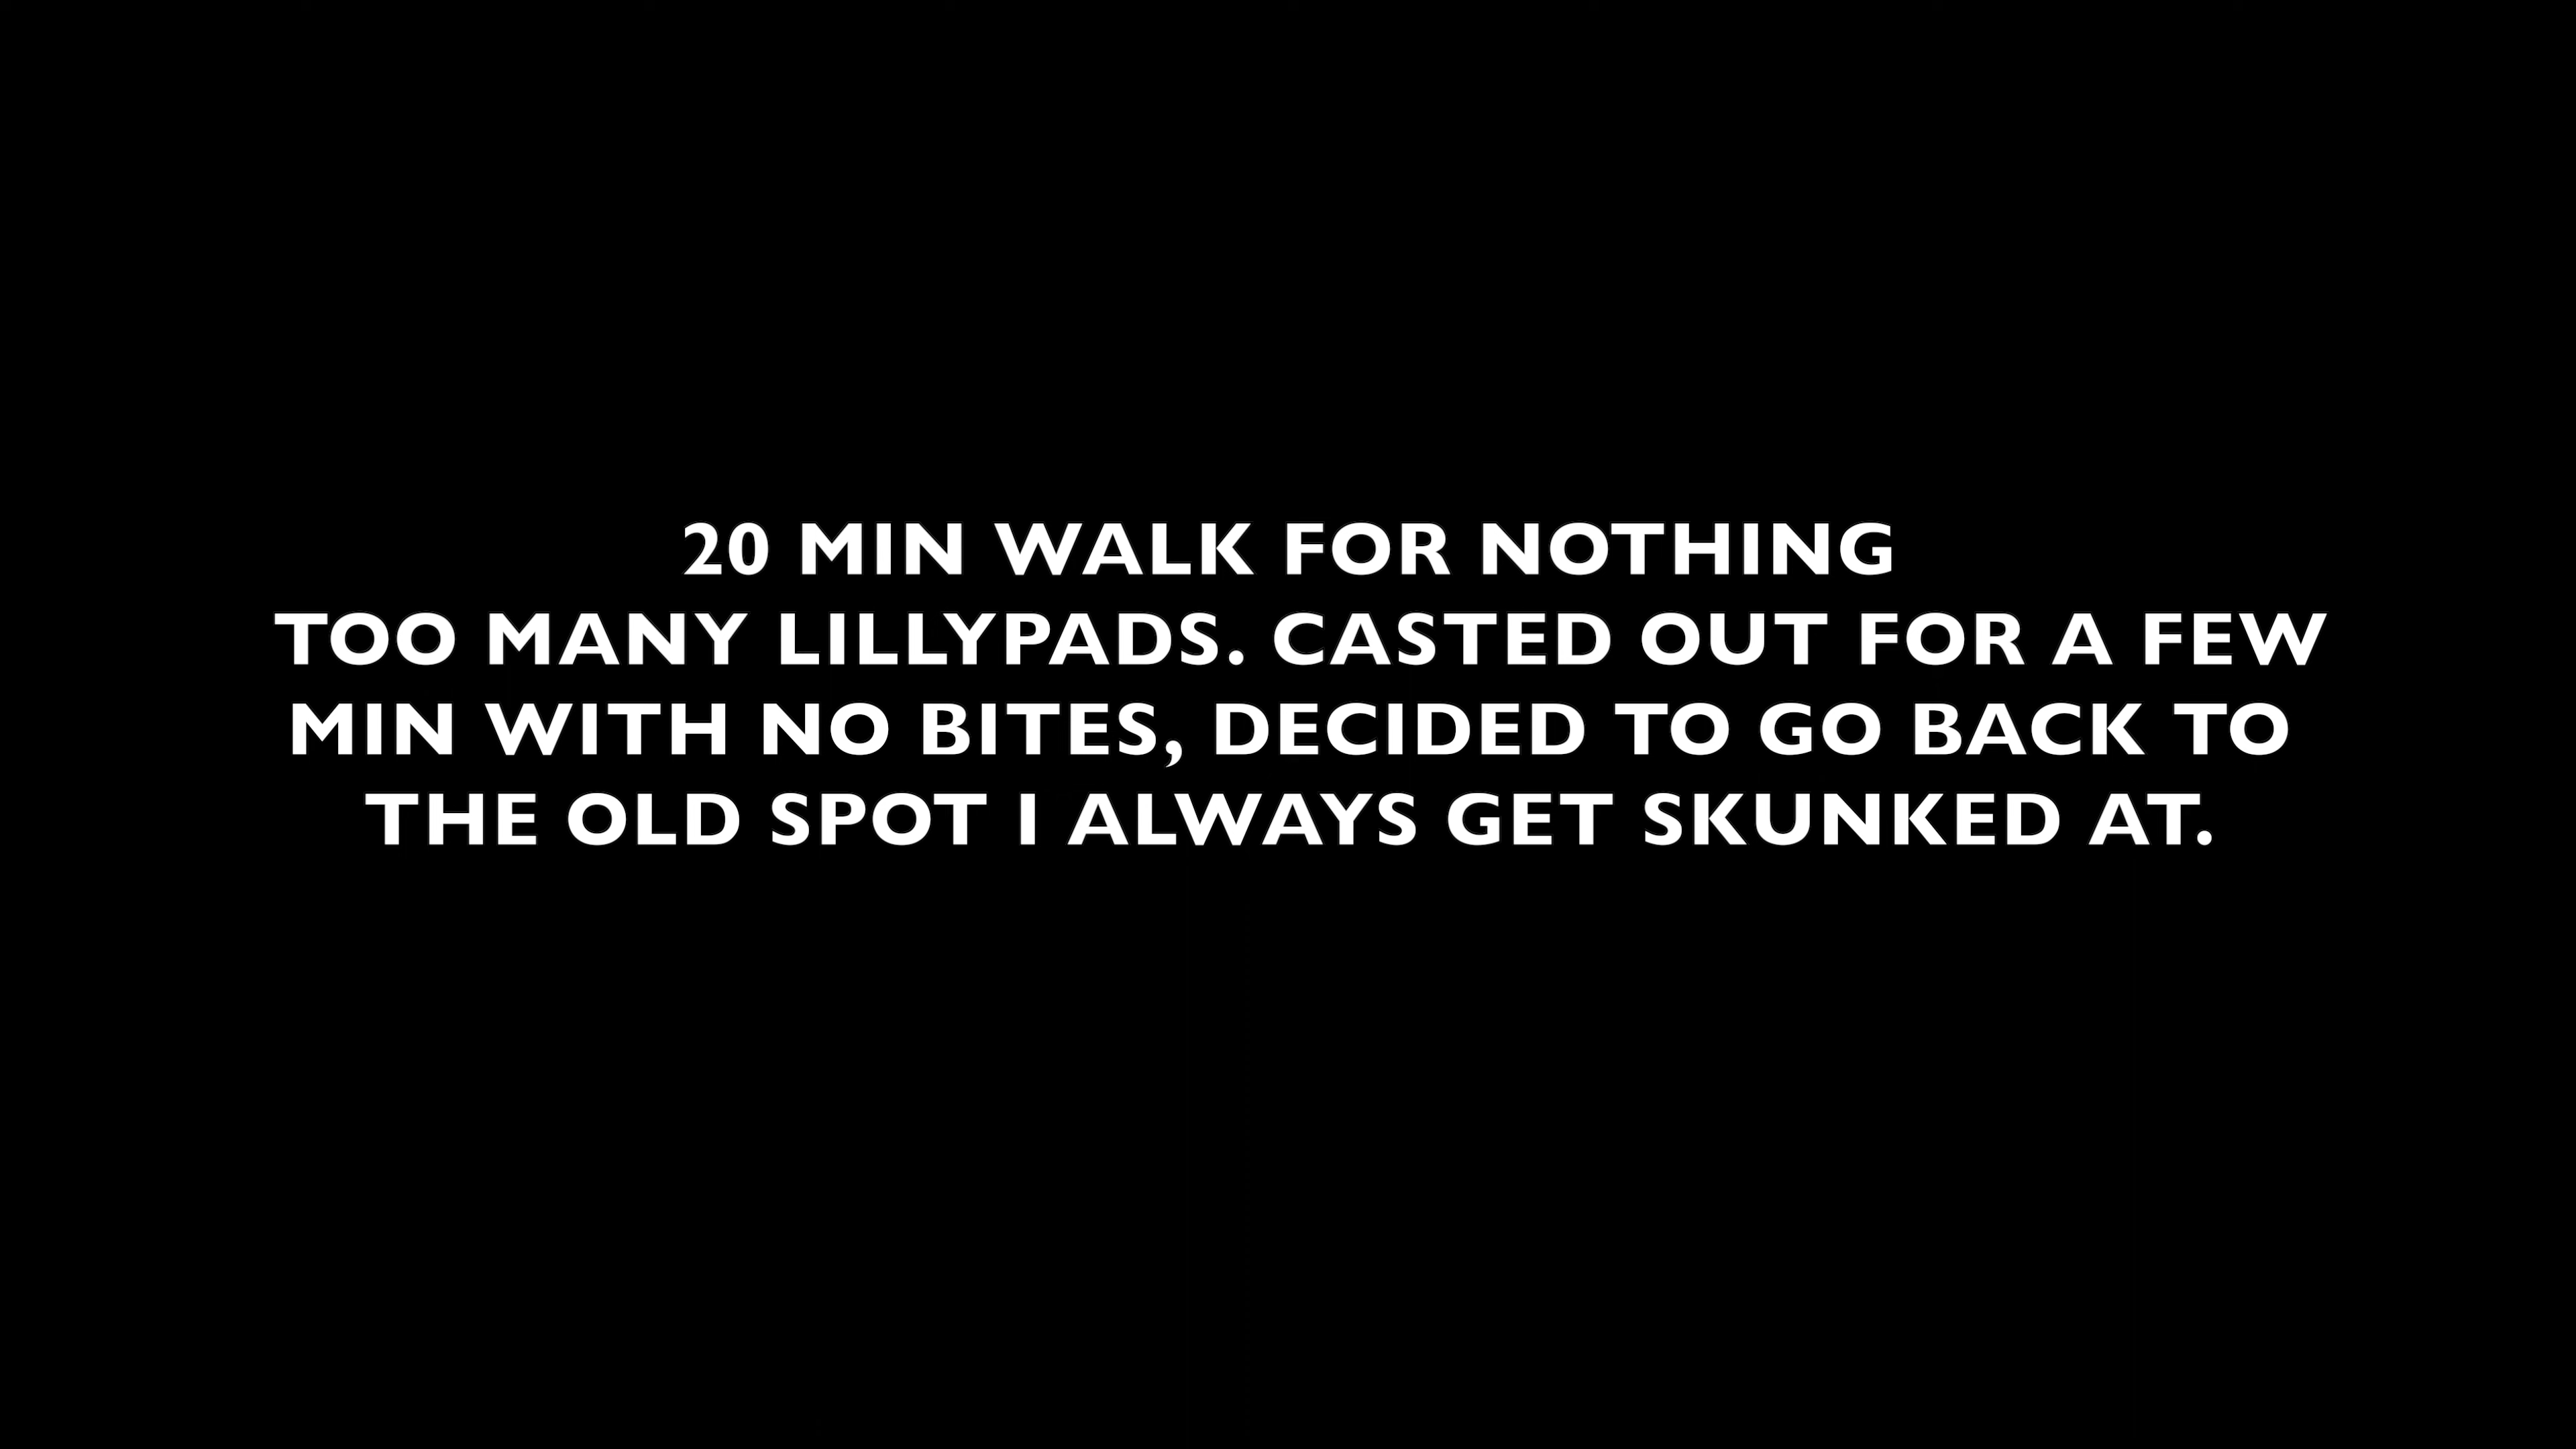 20 MIN WALK FOR NOTHING
TOO MANY LILLYPADS. CASTED OUT FOR A FEW
MIN WITH NO BITES, DECIDED TO GO BACK TO
THE OLD SPOT I ALWAYS GET SKUNKED AT.